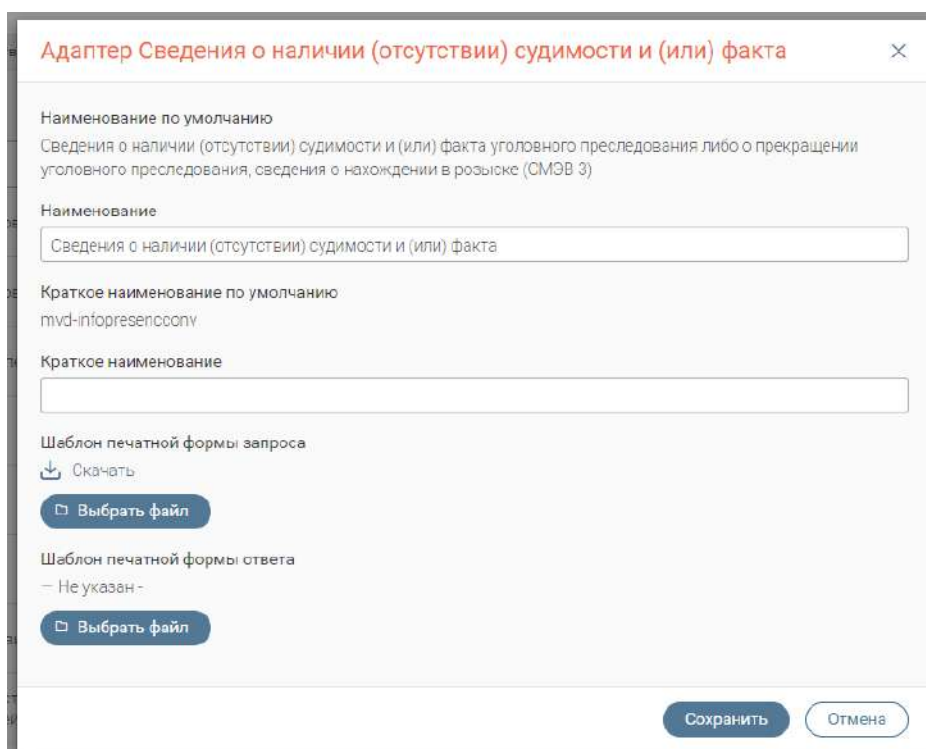 Адаптер Сведения о наличии (отсутствии) судимости и (или) факта
Наименование по умолчанию
Сведения о наличии (отсутствии) судимости и (или) факта уголовного преследования либо о прекращении
уголовного преследования, сведения о нахождении в розыске (СМЭВ 3)
Наименование
Сведения о наличии (отсутствии) судимости и (или) факта
Краткое наименование по умолчанию
mvd-infopresencconv
Краткое наименование
Шаблон печатной формы запроса
Скачать
Выбрать файл
Шаблон печатной формы ответа
— Не указан -
Выбрать файл
Сохранить
Отмена